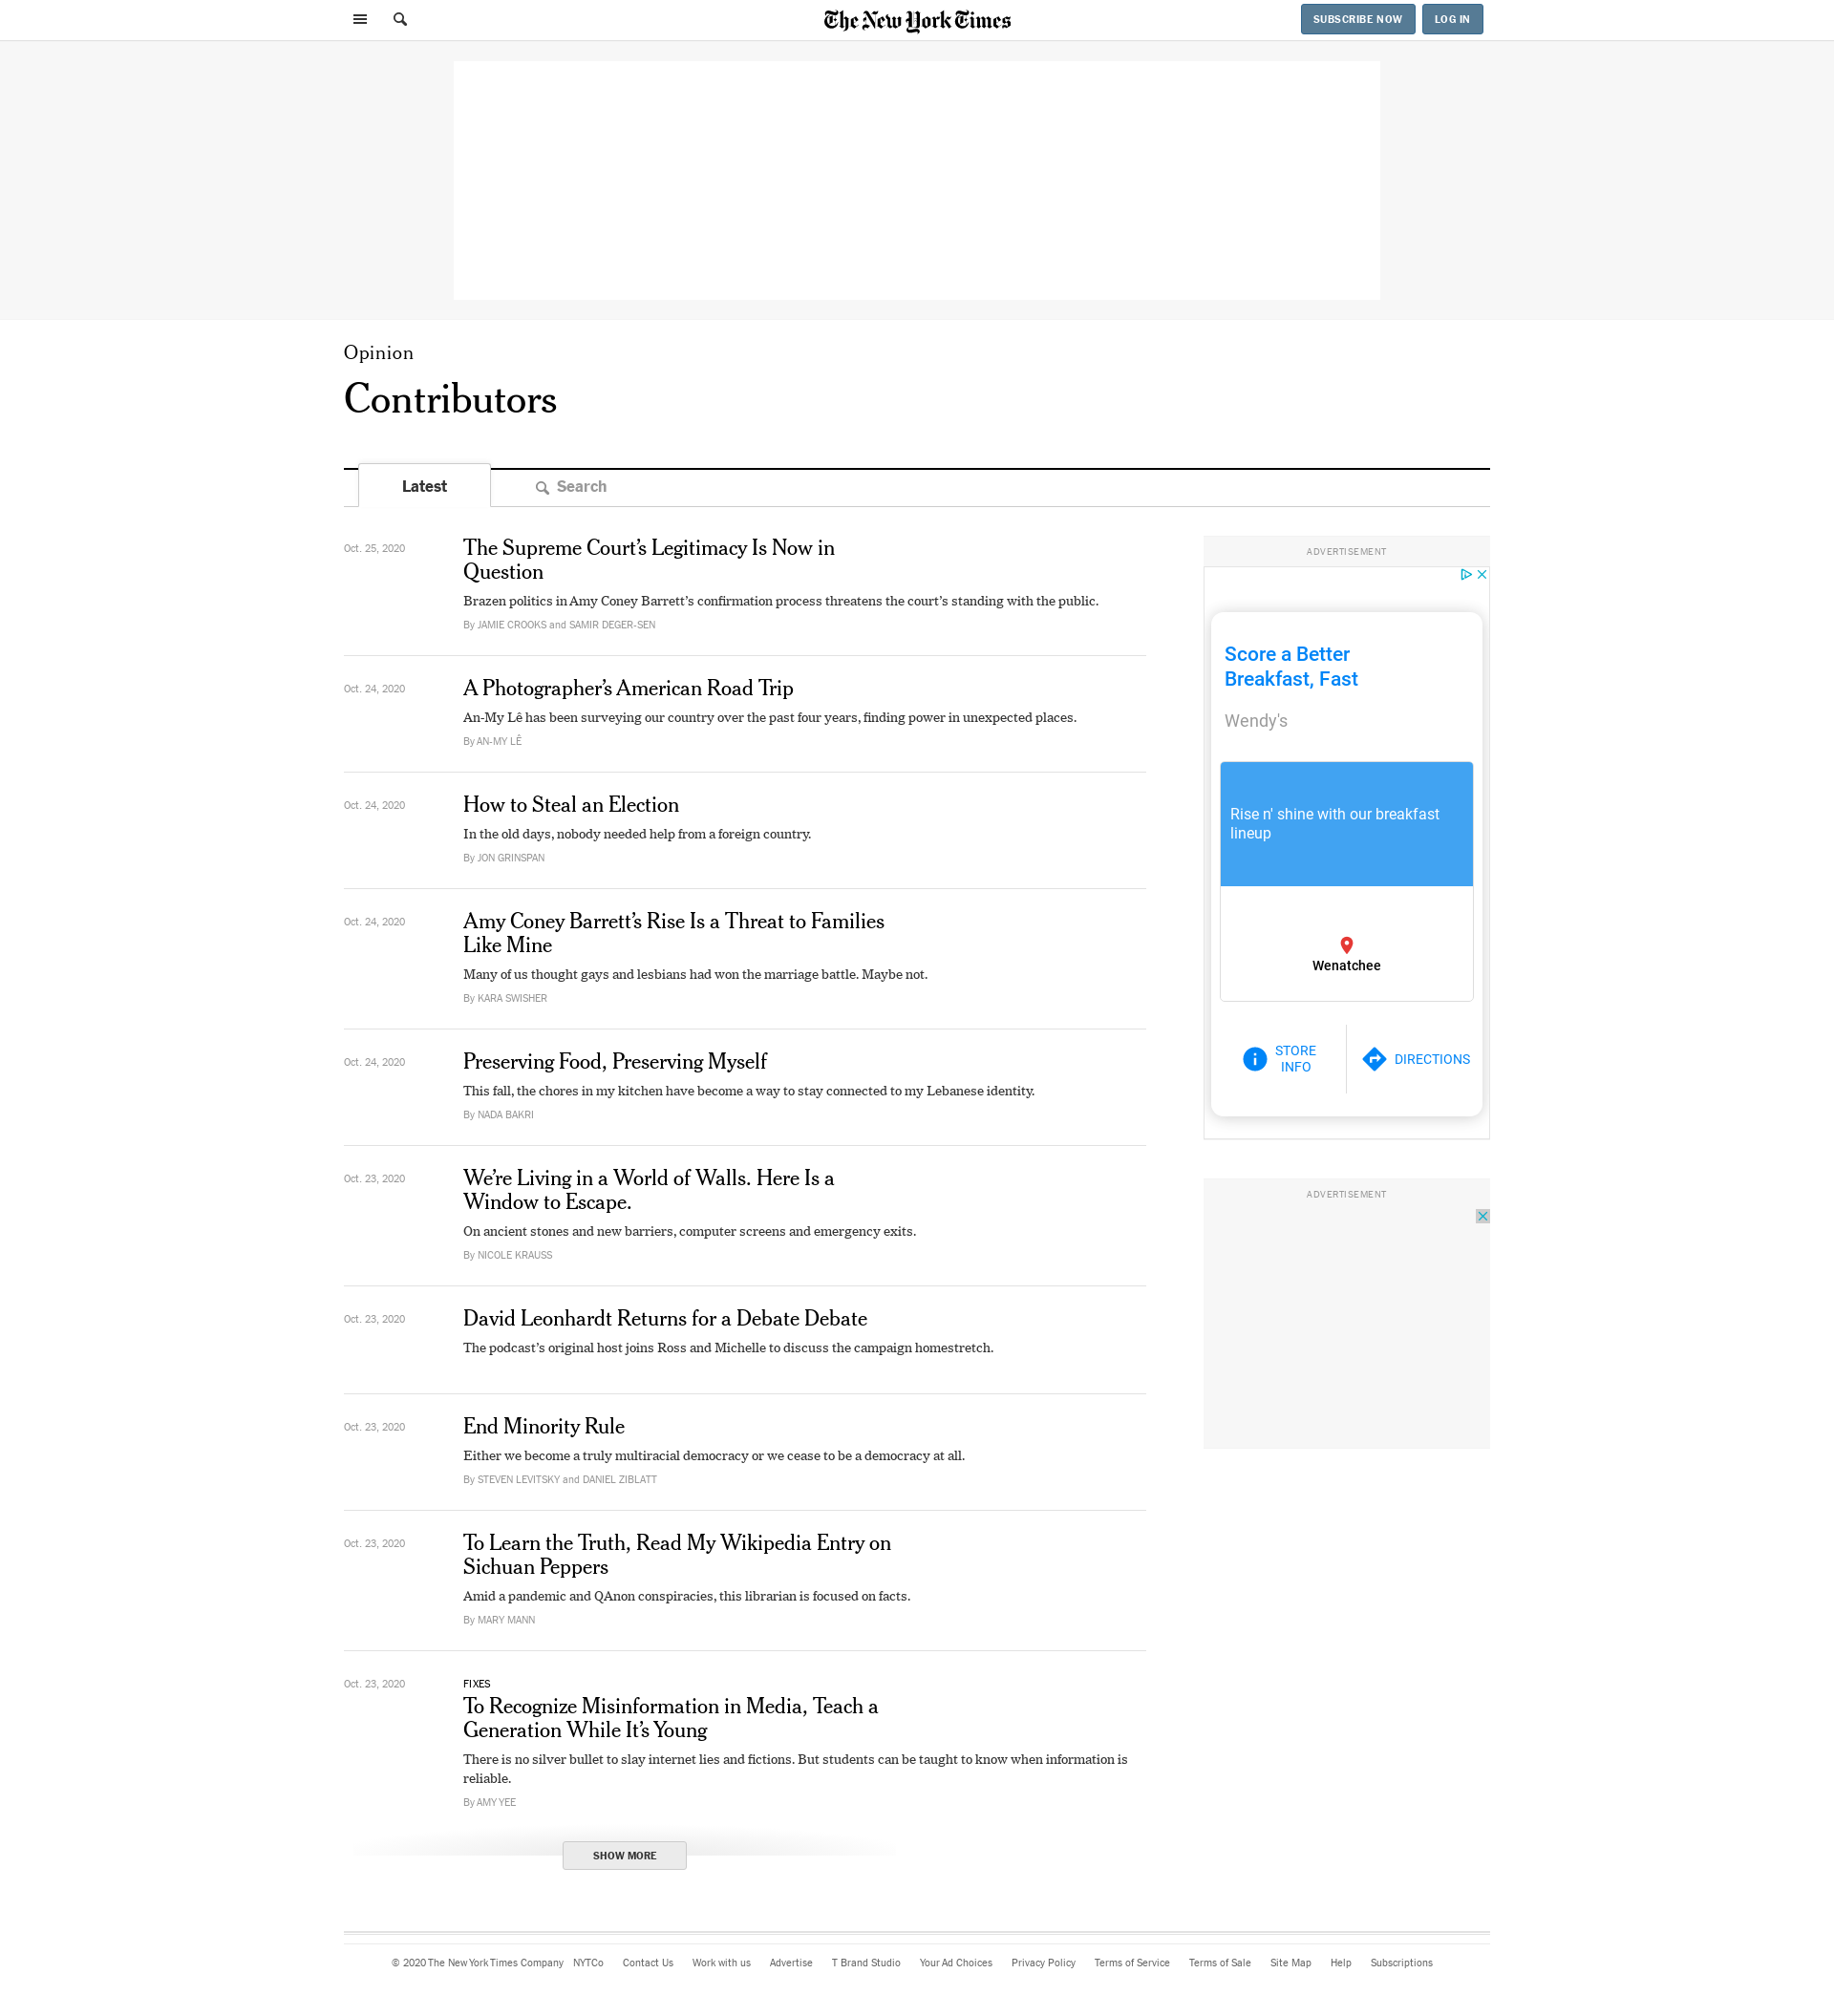 The New York Times
SUBSCRIBE NOW
LOG IN
Opinion
Contributors
Latest
Search
Oct. 25, 2020
The Supreme Court’s Legitimacy Is Now in
Question
Brazen politics in Amy Coney Barrett’s confirmation process threatens the court’s standing with the public.
By JAMIE CROOKS and SAMIR DEGER-SEN
Oct. 24, 2020
A Photographer’s American Road Trip
An-My Lê has been surveying our country over the past four years, finding power in unexpected places.
By AN-MY LÊ
Oct. 24, 2020
How to Steal an Election
In the old days, nobody needed help from a foreign country.
By JON GRINSPAN
Oct. 24, 2020
Amy Coney Barrett’s Rise Is a Threat to Families
Like Mine
Many of us thought gays and lesbians had won the marriage battle. Maybe not.
By KARA SWISHER
Oct. 24, 2020
Preserving Food, Preserving Myself
This fall, the chores in my kitchen have become a way to stay connected to my Lebanese identity.
By NADA BAKRI
Oct. 23, 2020
We’re Living in a World of Walls. Here Is a
Window to Escape.
On ancient stones and new barriers, computer screens and emergency exits.
By NICOLE KRAUSS
Oct. 23, 2020
David Leonhardt Returns for a Debate Debate
The podcast’s original host joins Ross and Michelle to discuss the campaign homestretch.
Oct. 23, 2020
End Minority Rule
Either we become a truly multiracial democracy or we cease to be a democracy at all.
By STEVEN LEVITSKY and DANIEL ZIBLATT
Oct. 23, 2020
To Learn the Truth, Read My Wikipedia Entry on
Sichuan Peppers
Amid a pandemic and QAnon conspiracies, this librarian is focused on facts.
By MARY MANN
Oct. 23, 2020
FIXES
To Recognize Misinformation in Media, Teach a
Generation While It’s Young
There is no silver bullet to slay internet lies and fictions. But students can be taught to know when information is
reliable.
By AMY YEE
SHOW MORE
ADVERTISEMENT
Score a Better
Breakfast, Fast
Wendy's
Rise n' shine with our breakfast
lineup
Wenatchee
STORE
INFO
DIRECTIONS
ADVERTISEMENT
© 2020 The New York Times Company NYTCo Contact Us Work with us Advertise T Brand Studio Your Ad Choices Privacy Policy Terms of Service Terms of Sale Site Map Help Subscriptions